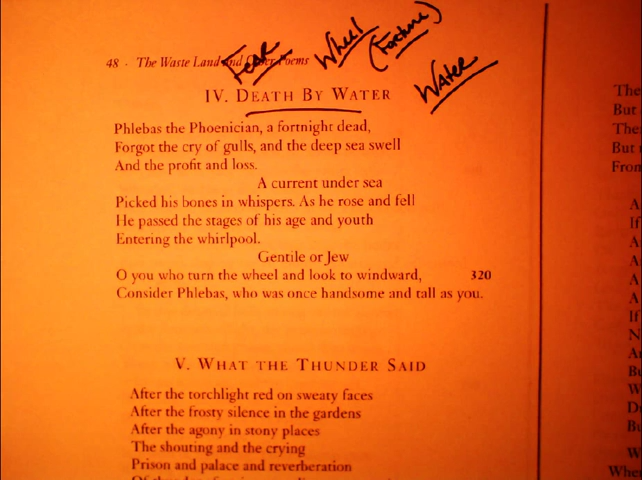 Fear Wheel (Fortune) Water
48 · The Waste Land and Other Poems
IV. DEATH BY WATER
Phlebas the Phoenician, a fortnight dead,
Forgot the cry of gulls, and the deep sea swell
And the profit and loss.
A current under sea
Picked his bones in whispers. As he rose and fell
He passed the stages of his age and youth
Entering the whirlpool.
Gentile or Jew
O you who turn the wheel and look to windward, 320
Consider Phlebas, who was once handsome and tall as you.
V. WHAT THE THUNDER SAID
After the torchlight red on sweaty faces
After the frosty silence in the gardens
After the agony in stony places
The shouting and the crying
Prison and palace and reverberation
The
But
The
But
From
A
If
A
A
A
A
If
N
A
Bu
W
D
Bu
W
When